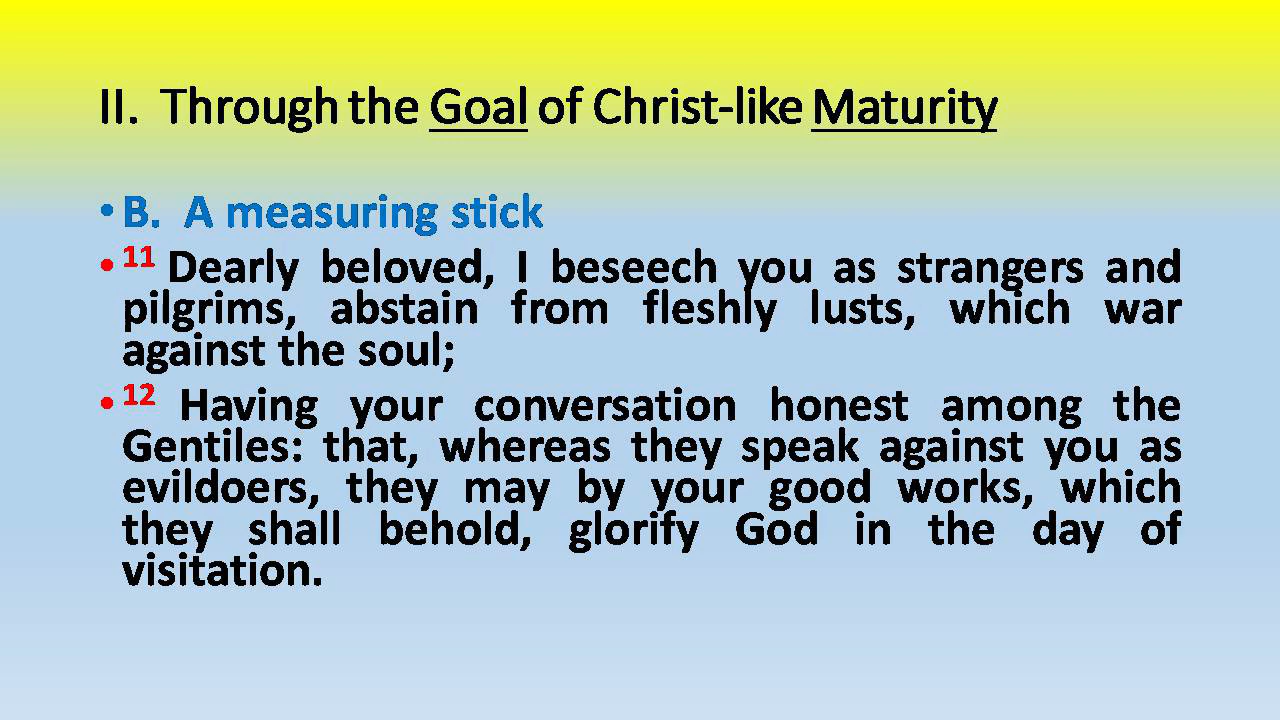 II. Through the Goal of Christ-like Maturity
• B. A measuring stick
• 11 Dearly beloved, I beseech you as strangers and
pilgrims, abstain from fleshly lusts, which war
against the soul;
• 12 Having your conversation honest among the
Gentiles: that, whereas they speak against you as
evildoers, they may by your good works, which
they shall behold, glorify God in the day of
visitation.